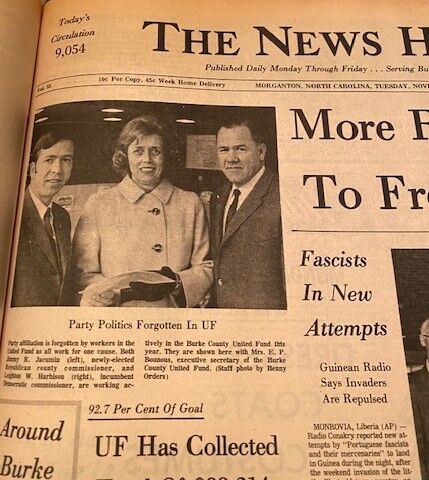 Today's
Circulation
9,054
THE NEWS H
Published Daily Monday Through Friday . . . Serving Bu
Vol. 85
10c Per Copy, 45c Week Home Delivery
MORGANTON, NORTH CAROLINA, TUESDAY, NOV
More
To Fr
Party Politics Forgotten In UF
Party affiliation is forgotten by workers in the
United Fund as all work for one cause. Both
Jimmy R. Jacumin (left), newly-elected
Republican county commissioner, and
Leighton W. Harbison (right), incumbent
Democratic commissioner, are working ac-
tively in the Burke County United Fund this
year. They are shown here with Mrs. E. P.
Bounous, executive secretary of the Burke
County United Fund. (Staff photo by Benny
Orders)
Fascists
In New
Attempts
Guinean Radio
Says Invaders
Are Repulsed
MONROVIA, Liberia (AP) —
Radio Conakry reported new at-
tempts by "Portuguese fascists
and their mercenaries" to land
in Guinea during the night, after
the weekend invasion of the lit-
Around
Burke
92.7 Per Cent Of Goal
UF Has Collected